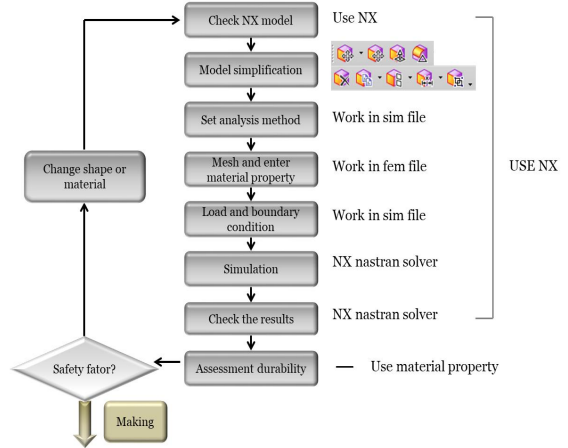 Check NX model
Use NX
Model simplification
Set analysis method
Work in sim file
Mesh and enter
material property
Work in fem file
Change shape or
material
USE NX
Load and boundary
condition
Work in sim file
Simulation
NX nastran solver
Check the results
NX nastran solver
Safety fator?
Assessment durability
Use material property
Making